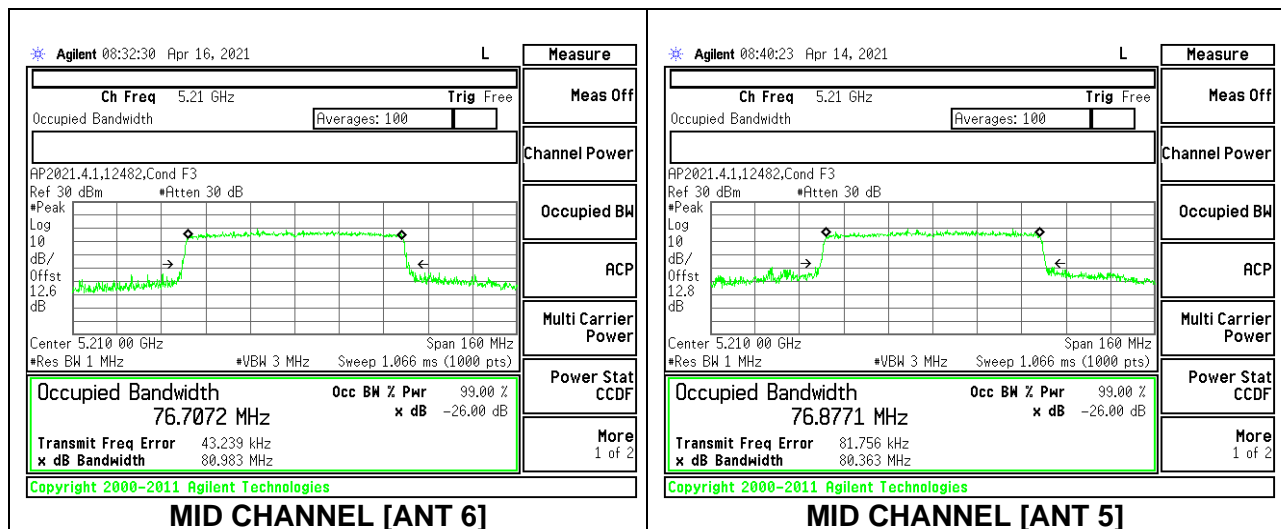 Agilent 08:32:30 Apr 16, 2021 L Measure
Ch Freq 5.21 GHz Trig Free
Occupied Bandwidth Averages: 100
AP2021.4.1,12482,Cond F3
Ref 30 dBm #Atten 30 dB
#Peak
Log
10
dB/
Offst
12.6
dB
Center 5.210 00 GHz Span 160 MHz
#Res BW 1 MHz #VBW 3 MHz Sweep 1.066 ms (1000 pts)
Occupied Bandwidth Occ BW % Pwr 99.00 %
76.7072 MHz x dB -26.00 dB
Transmit Freq Error 43.239 kHz
x dB Bandwidth 80.983 MHz
Copyright 2000-2011 Agilent Technologies
Meas Off
Channel Power
Occupied BW
ACP
Multi Carrier
Power
Power Stat
CCDF
More
1 of 2
MID CHANNEL [ANT 6]
Agilent 08:40:23 Apr 14, 2021 L Measure
Ch Freq 5.21 GHz Trig Free
Occupied Bandwidth Averages: 100
AP2021.4.1,12482,Cond F3
Ref 30 dBm #Atten 30 dB
#Peak
Log
10
dB/
Offst
12.8
dB
Center 5.210 00 GHz Span 160 MHz
#Res BW 1 MHz #VBW 3 MHz Sweep 1.066 ms (1000 pts)
Occupied Bandwidth Occ BW % Pwr 99.00 %
76.8771 MHz x dB -26.00 dB
Transmit Freq Error 81.756 kHz
x dB Bandwidth 80.363 MHz
Copyright 2000-2011 Agilent Technologies
Meas Off
Channel Power
Occupied BW
ACP
Multi Carrier
Power
Power Stat
CCDF
More
1 of 2
MID CHANNEL [ANT 5]